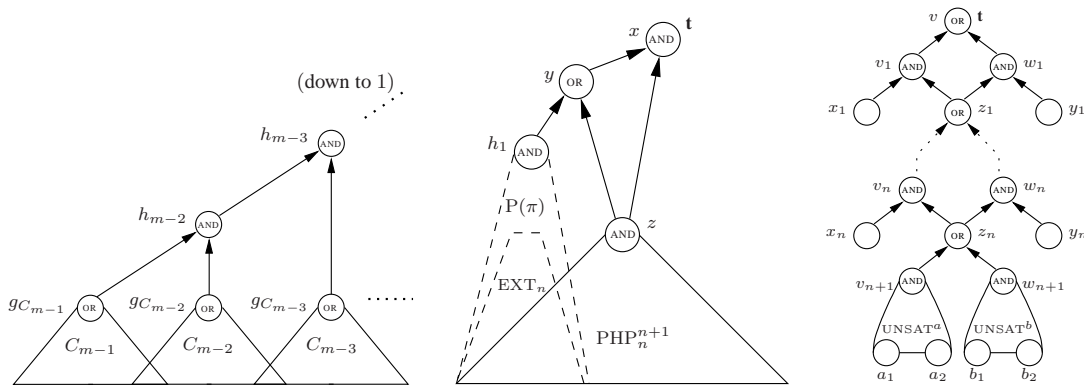 (down to 1)
h_{m−3} AND
h_{m−2} AND
g_{C_{m−1}} OR g_{C_{m−2}} OR g_{C_{m−3}} OR
C_{m−1} C_{m−2} C_{m−3}
x AND t
y OR
h_1 AND
P(π)
AND z
EXT_n
PHP_n^{n+1}
v OR t
v_1 AND AND w_1
x_1 OR z_1 y_1
v_n AND AND w_n
x_n OR z_n y_n
v_{n+1} AND AND w_{n+1}
UNSAT^a UNSAT^b
a_1 a_2 b_1 b_2